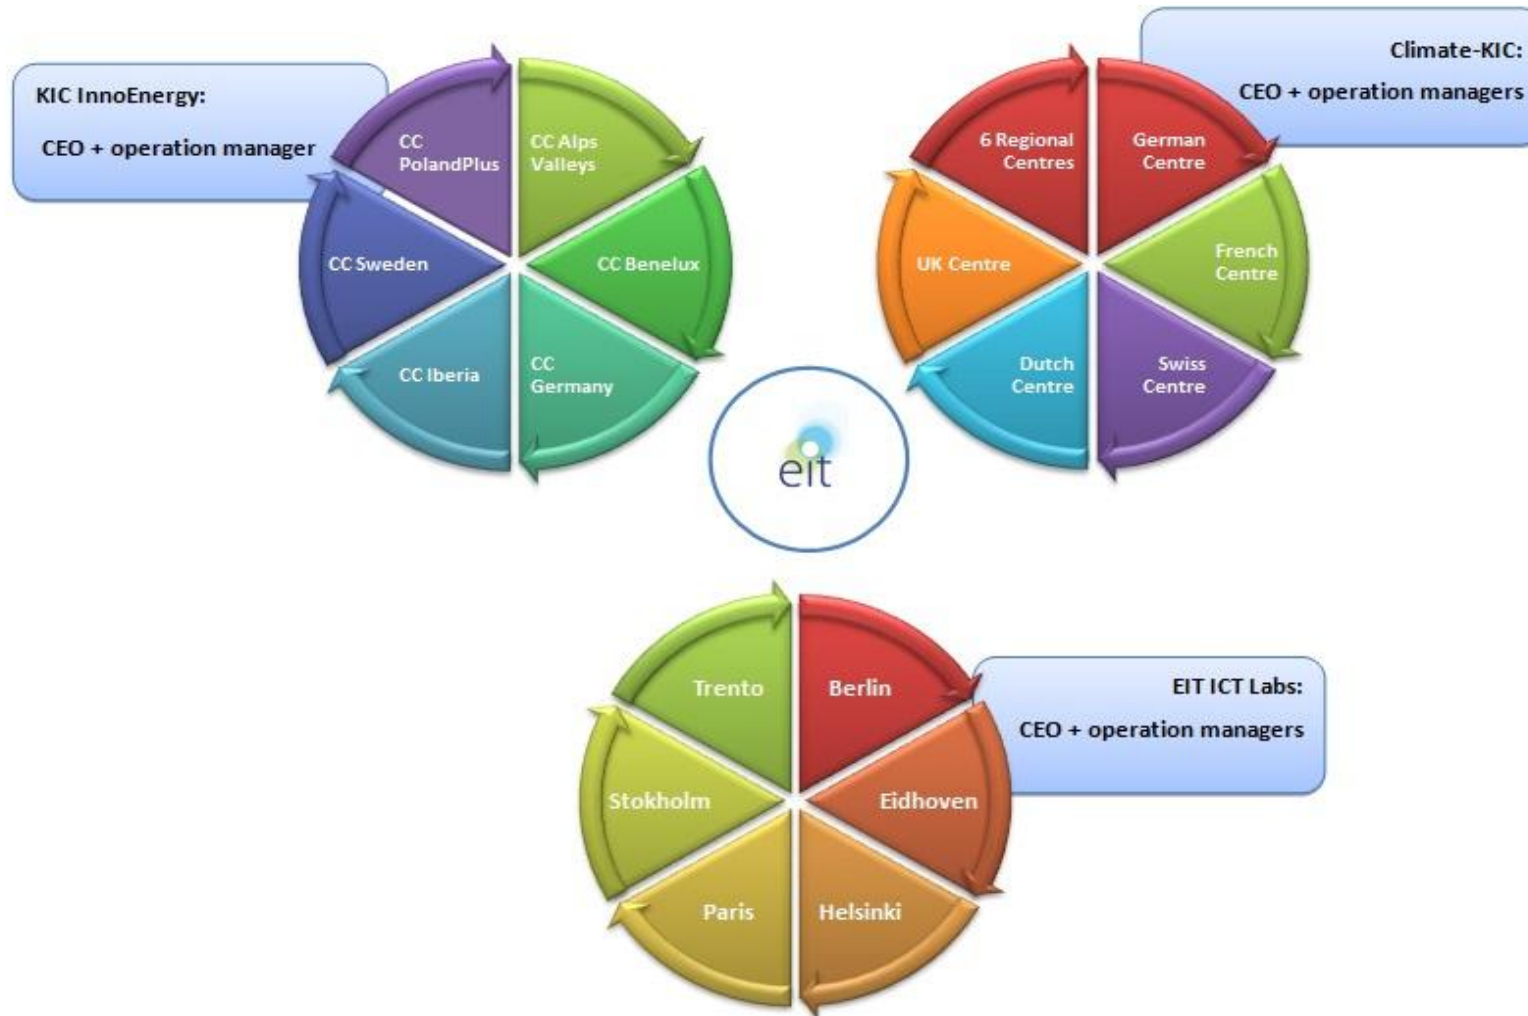 KIC InnoEnergy:
CEO + operation manager
CC
PolandPlus
CC Alps
Valleys
CC Sweden
CC Benelux
CC Iberia
CC
Germany
Climate-KIC:
CEO + operation managers
6 Regional
Centres
German
Centre
UK Centre
French
Centre
Dutch
Centre
Swiss
Centre
eit
Trento
Berlin
EIT ICT Labs:
CEO + operation managers
Stokholm
Eidhoven
Paris
Helsinki